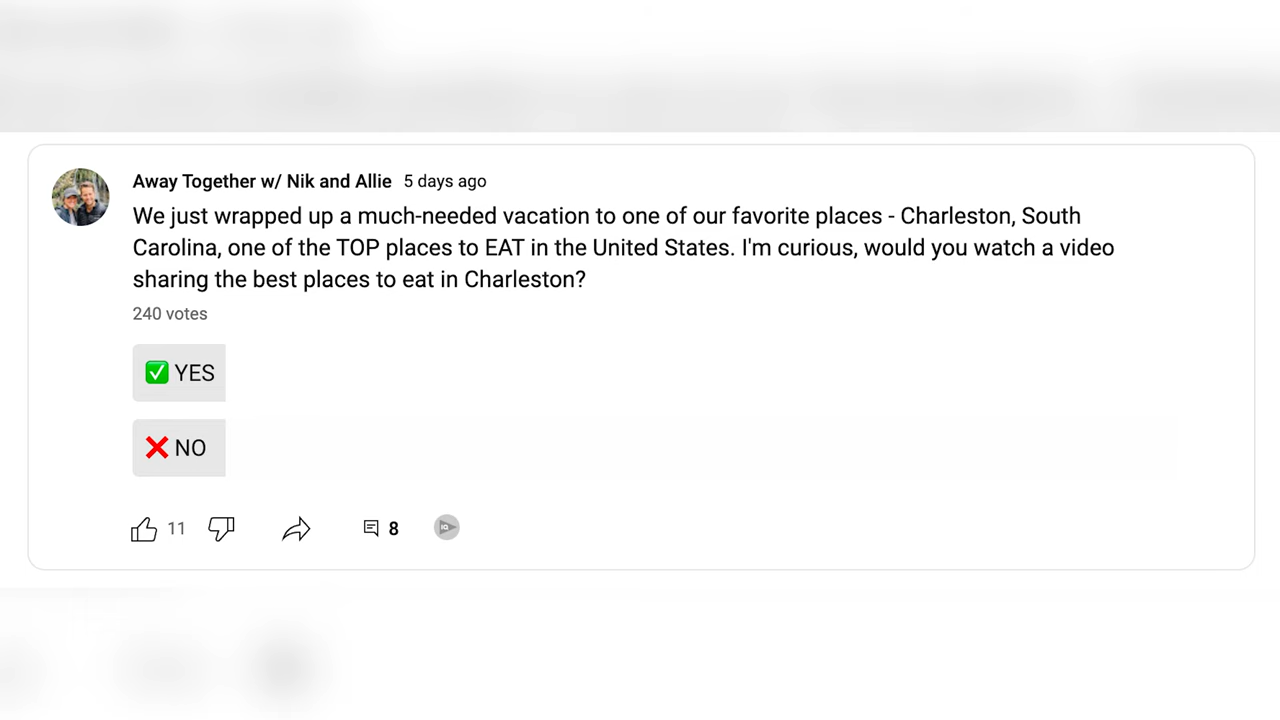 Away Together w/ Nik and Allie 5 days ago
We just wrapped up a much-needed vacation to one of our favorite places - Charleston, South
Carolina, one of the TOP places to EAT in the United States. I'm curious, would you watch a video
sharing the best places to eat in Charleston?
240 votes
✅ YES
❌ NO
11 8